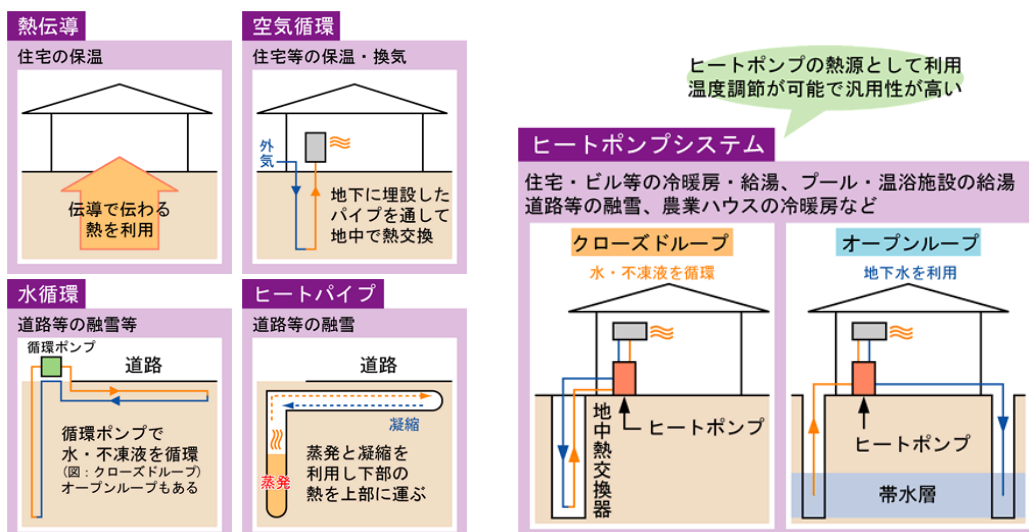 熱伝導
住宅の保温
伝導で伝わる
熱を利用
空気循環
住宅等の保温・換気
外
気
地下に埋設した
パイプを通して
地中で熱交換
水循環
道路等の融雪等
循環ポンプ
道路
循環ポンプで
水・不凍液を循環
(図:クローズドループ)
オープンループもある
ヒートパイプ
道路等の融雪
道路
凝縮
蒸発と凝縮を
利用し下部の
熱を上部に運ぶ
蒸発
ヒートポンプの熱源として利用
温度調節が可能で汎用性が高い
ヒートポンプシステム
住宅・ビル等の冷暖房・給湯、プール・温浴施設の給湯
道路等の融雪、農業ハウスの冷暖房など
クローズドループ
水・不凍液を循環
ヒートポンプ
地中熱交換器
オープンループ
地下水を利用
ヒートポンプ
帯水層